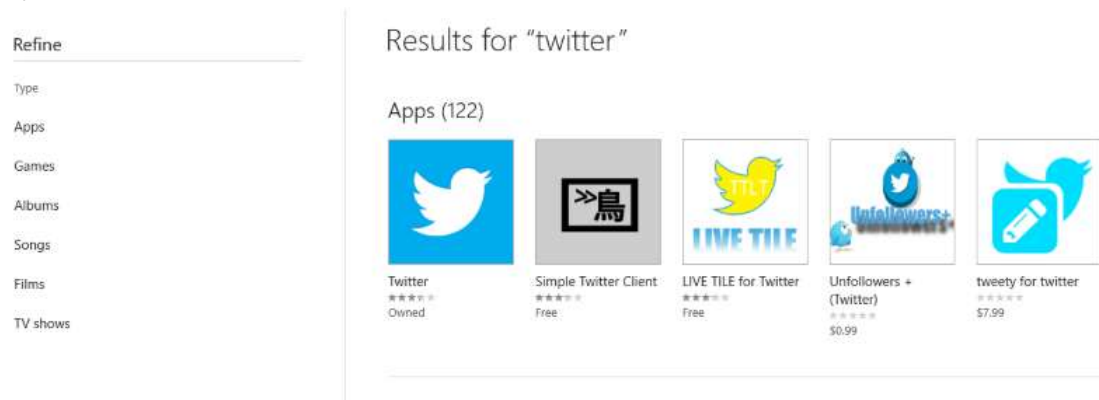 Refine
Type
Apps
Games
Albums
Songs
Films
TV shows
Results for “twitter”
Apps (122)
>>鳥
TTLT
LIVE TILE
Unfollowers+
Twitter
Owned
Simple Twitter Client
Free
LIVE TILE for Twitter
Free
Unfollowers +
(Twitter)
$0.99
tweety for twitter
$7.99